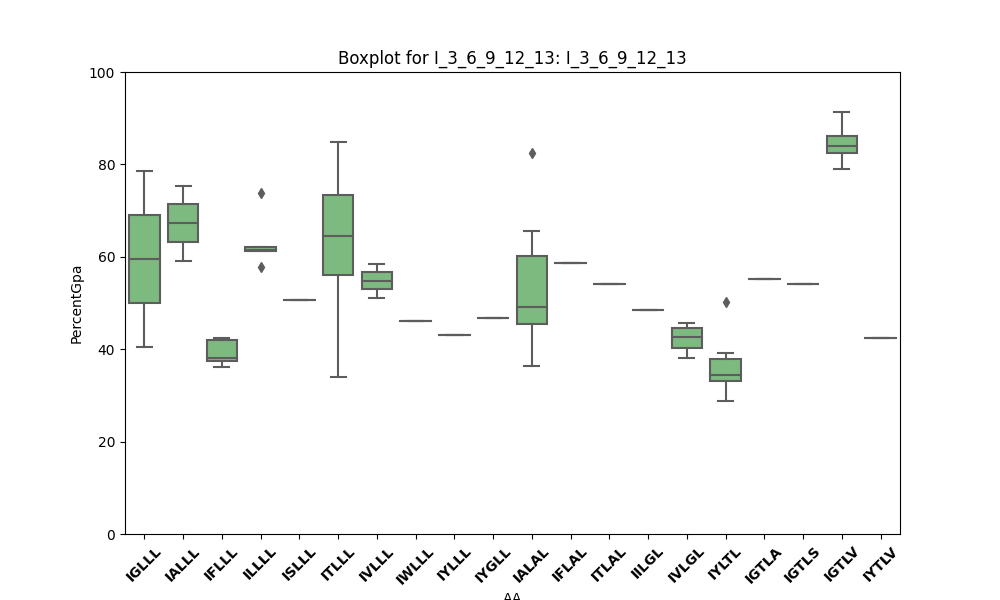 Boxplot for I_3_6_9_12_13: I_3_6_9_12_13
PercentGpa
100
80
60
40
20
0
IGLLL IALLL IFLLL ILLLL ISLLL ITLLL IVLLL IWLLL IYLLL IYGLL IALAL IFLAL ITLAL IILGL IVLGL IYLTL IGTLA IGTLS IGTLV IYTLV
AA